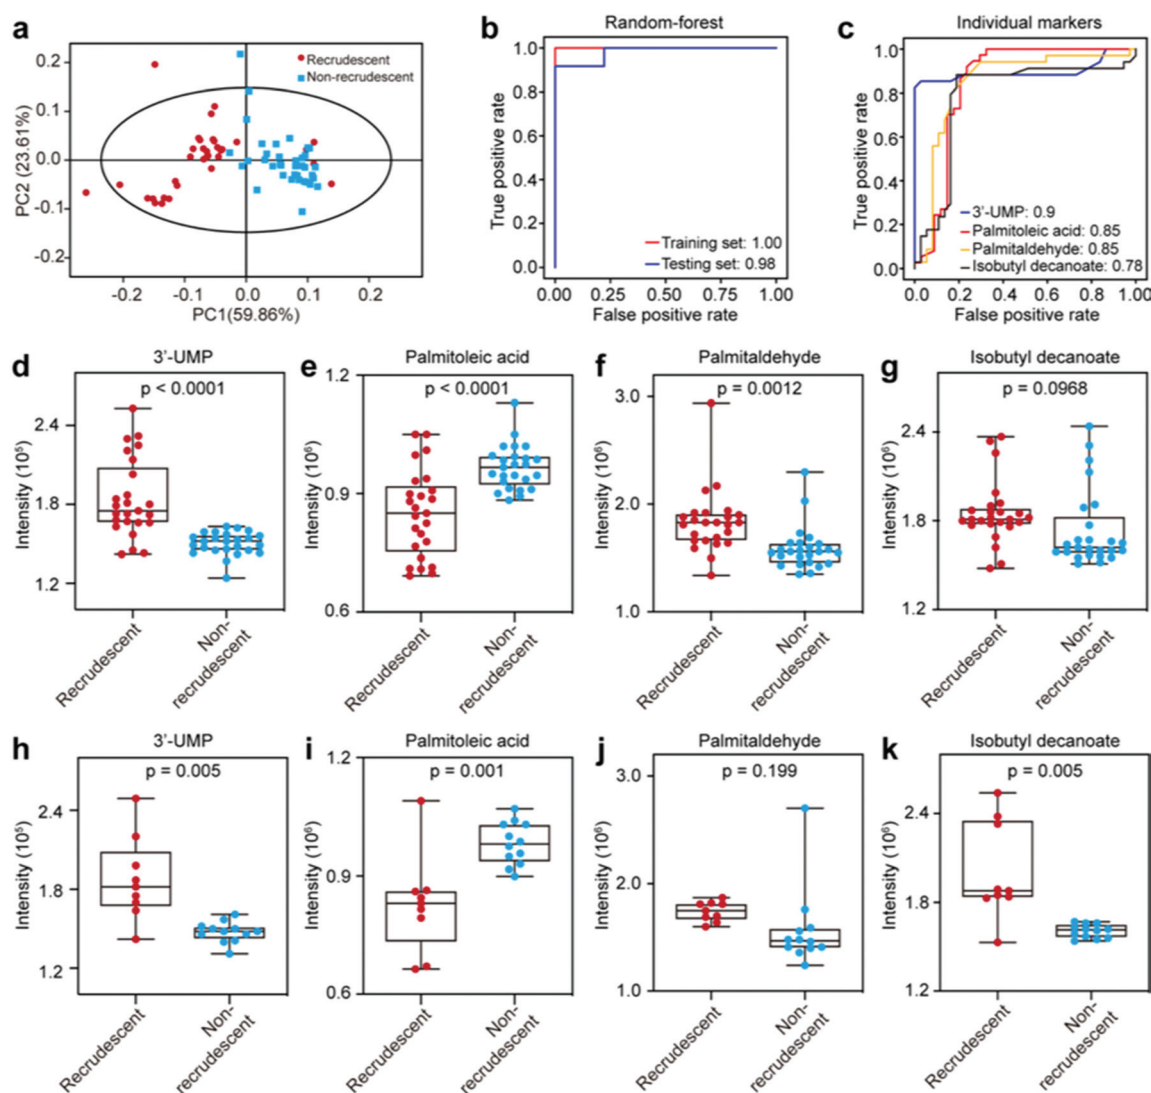 a
0.2
0.1
0.0
-0.1
-0.2
PC2 (23.61%)
-0.2
-0.1
0.0
0.1
0.2
PC1(59.86%)
Recrudescent
Non-recrudescent
b
Random-forest
True positive rate
1.0
0.8
0.6
0.4
0.2
0.0
Training set: 1.00
Testing set: 0.98
0.00
0.25
0.50
0.75
1.00
False positive rate
c
Individual markers
True positive rate
1.0
0.8
0.6
0.4
0.2
0.0
3'-UMP: 0.9
Palmitoleic acid: 0.85
Palmitaldehyde: 0.85
Isobutyl decanoate: 0.78
0.0
0.2
0.4
0.6
0.8
1.00
False positive rate
d
3'-UMP
p < 0.0001
Intensity (10⁵)
2.4
1.8
1.2
Recrudescent
Non-
recrudescent
e
Palmitoleic acid
p < 0.0001
Intensity (10⁶)
1.2
0.9
0.6
Recrudescent
Non-
recrudescent
f
Palmitaldehyde
p = 0.0012
Intensity (10⁶)
3.0
2.0
1.0
Recrudescent
Non-
recrudescent
g
Isobutyl decanoate
p = 0.0968
Intensity (10⁶)
2.4
1.8
1.2
Recrudescent
Non-
recrudescent
h
3'-UMP
p = 0.005
Intensity (10⁶)
2.4
1.8
1.2
Recrudescent
Non-
recrudescent
i
Palmitoleic acid
p = 0.001
Intensity (10⁶)
1.2
0.9
0.6
Recrudescent
Non-
recrudescent
j
Palmitaldehyde
p = 0.199
Intensity (10⁶)
3.0
2.0
1.0
Recrudescent
Non-
recrudescent
k
Isobutyl decanoate
p = 0.005
Intensity (10⁶)
2.4
1.8
1.2
Recrudescent
Non-
recrudescent